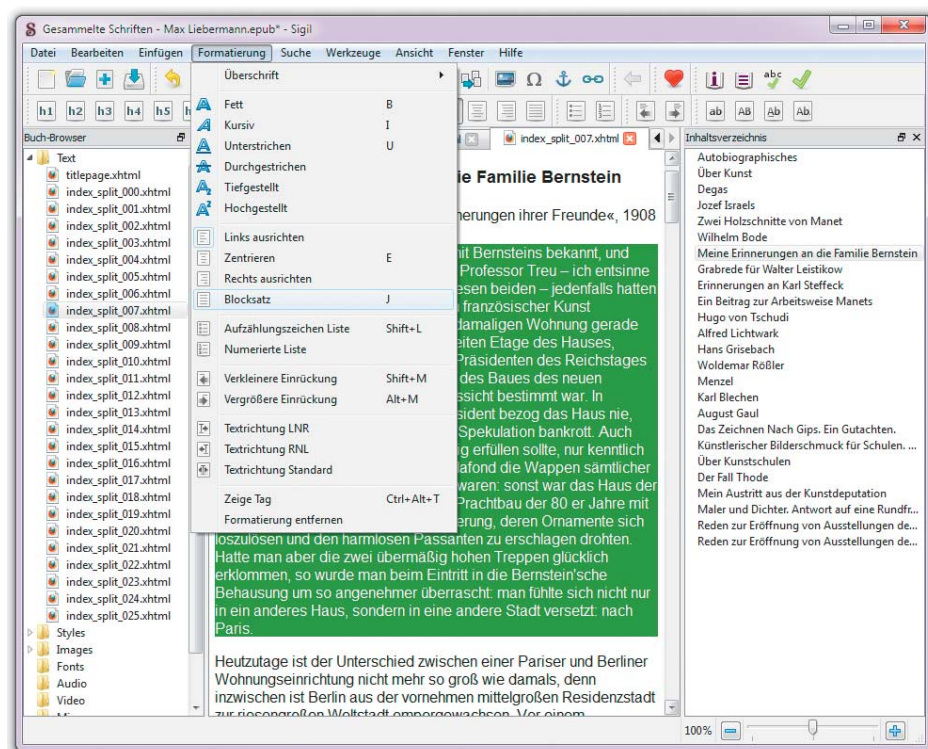 Gesammelte Schriften - Max Liebermann.epub* - Sigil
Datei Bearbeiten Einfügen Formatierung Suche Werkzeuge Ansicht Fenster Hilfe
h1 h2 h3 h4 h5
ab AB Ab Ab
Buch-Browser
Text
titlepage.xhtml
index_split_000.xhtml
index_split_001.xhtml
index_split_002.xhtml
index_split_003.xhtml
index_split_004.xhtml
index_split_005.xhtml
index_split_006.xhtml
index_split_007.xhtml
index_split_008.xhtml
index_split_009.xhtml
index_split_010.xhtml
index_split_011.xhtml
index_split_012.xhtml
index_split_013.xhtml
index_split_014.xhtml
index_split_015.xhtml
index_split_016.xhtml
index_split_017.xhtml
index_split_018.xhtml
index_split_019.xhtml
index_split_020.xhtml
index_split_021.xhtml
index_split_022.xhtml
index_split_023.xhtml
index_split_024.xhtml
index_split_025.xhtml
Styles
Images
Fonts
Audio
Video
Überschrift
Fett B
Kursiv I
Unterstrichen U
Durchgestrichen
Tiefgestellt
Hochgestellt
Links ausrichten
Zentrieren E
Rechts ausrichten
Blocksatz J
Aufzählungszeichen Liste Shift+L
Numerierte Liste
Verkleinere Einrückung Shift+M
Vergrößere Einrückung Alt+M
Textrichtung LNR
Textrichtung RNL
Textrichtung Standard
Zeige Tag Ctrl+Alt+T
Formatierung entfernen
index_split_007.xhtml
ie Familie Bernstein
nerungen ihrer Freunde«, 1908
nit Bernsteins bekannt, und
Professor Treu – ich entsinne
esen beiden – jedenfalls hatten
französischer Kunst
damaligen Wohnung gerade
eiten Etage des Hauses,
Präsidenten des Reichstages
des Baues des neuen
ssicht bestimmt war. In
sident bezog das Haus nie,
Spekulation bankrott. Auch
g erfüllen sollte, nur kenntlich
lafond die Wappen sämtlicher
waren: sonst war das Haus der
Prachtbau der 80 er Jahre mit
erung, deren Ornamente sich
loszulösen und den harmlosen Passanten zu erschlagen drohten.
Hatte man aber die zwei übermäßig hohen Treppen glücklich
erklommen, so wurde man beim Eintritt in die Bernstein'sche
Behausung um so angenehmer überrascht: man fühlte sich nicht nur
in ein anderes Haus, sondern in eine andere Stadt versetzt: nach
Paris.
Heutzutage ist der Unterschied zwischen einer Pariser und Berliner
Wohnungseinrichtung nicht mehr so groß wie damals, denn
inzwischen ist Berlin aus der vornehmen mittelgroßen Residenzstadt
zur riesengroßen Weltstadt emporgewachsen. Vor einem
Inhaltsverzeichnis
Autobiographisches
Über Kunst
Degas
Jozef Israels
Zwei Holzschnitte von Manet
Wilhelm Bode
Meine Erinnerungen an die Familie Bernstein
Grabrede für Walter Leistikow
Erinnerungen an Karl Steffeck
Ein Beitrag zur Arbeitsweise Manets
Hugo von Tschudi
Alfred Lichtwark
Hans Grisebach
Woldemar Rößler
Menzel
Karl Blechen
August Gaul
Das Zeichnen Nach Gips. Ein Gutachten.
Künstlerischer Bilderschmuck für Schulen. ...
Über Kunstschulen
Der Fall Thode
Mein Austritt aus der Kunstdeputation
Maler und Dichter. Antwort auf eine Rundfr...
Reden zur Eröffnung von Ausstellungen de...
Reden zur Eröffnung von Ausstellungen de...
100%